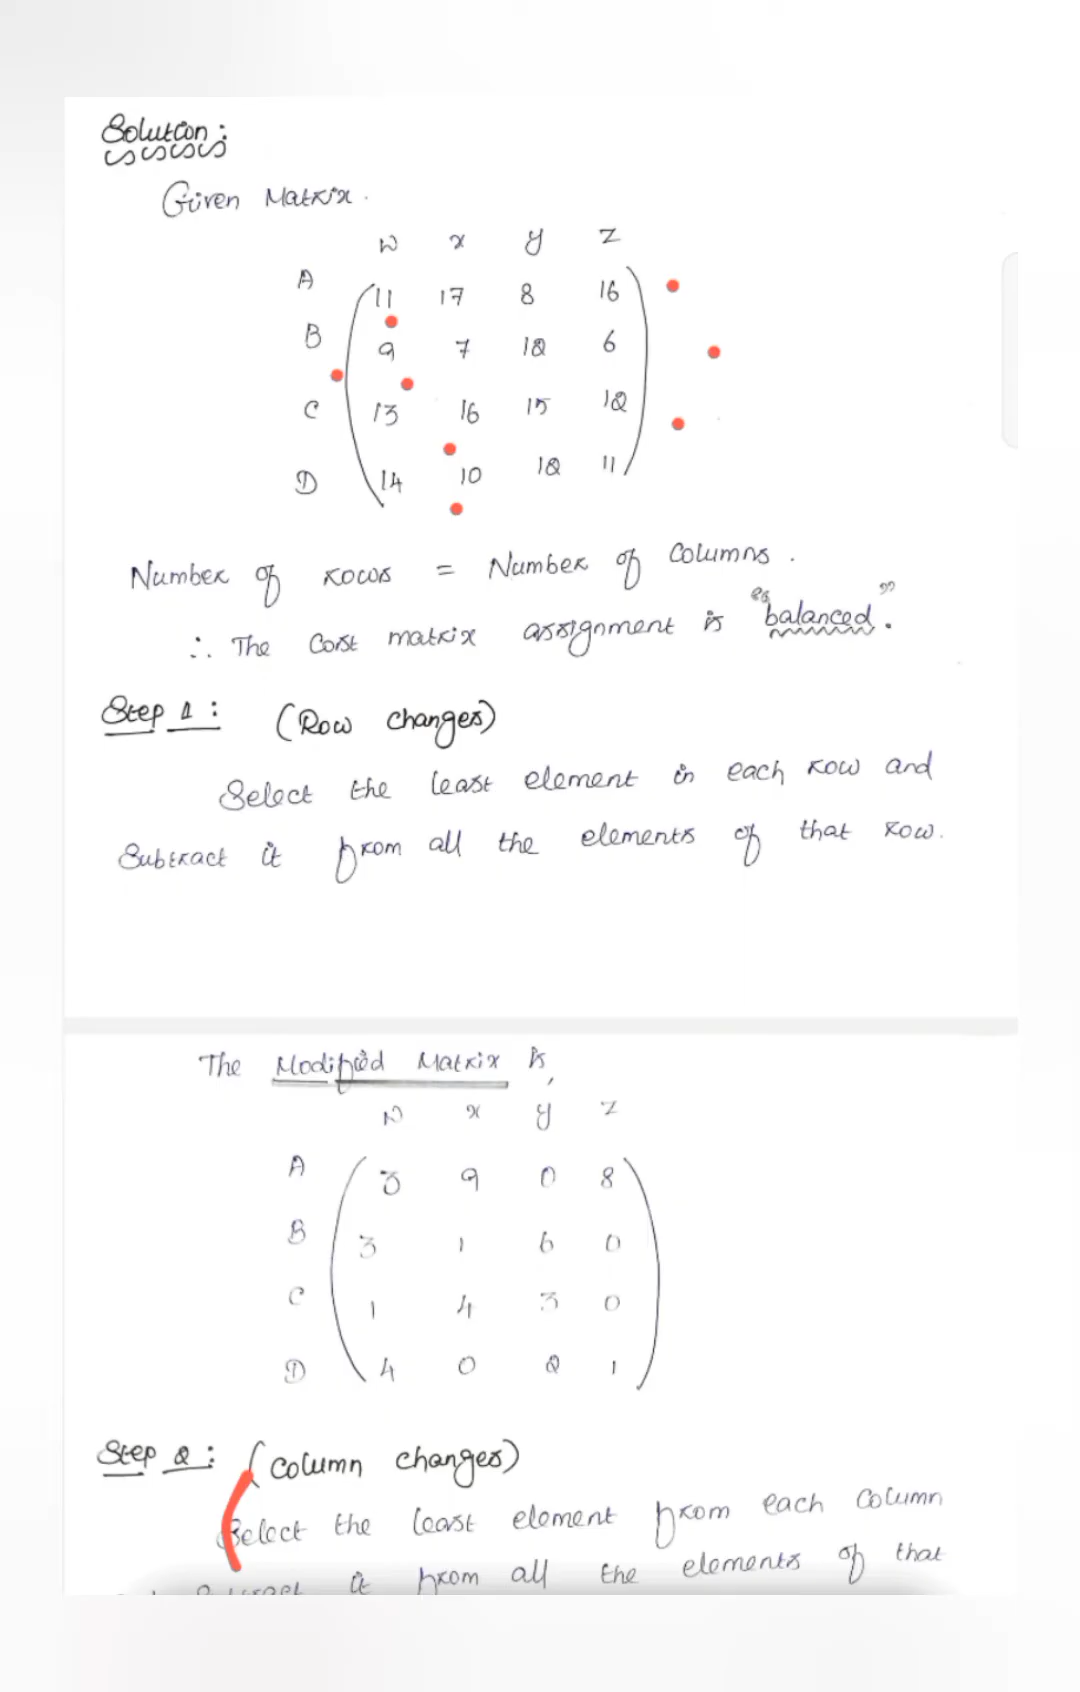 Solution:
Given Matrix.
w x y z
A 11 17 8 16
B 9 7 12 6
C 13 16 15 12
D 14 10 12 11
Number of rows = Number of Columns.
∴ The Cost matrix assignment is "balanced".
Step 1: (Row changes)
Select the least element in each row and
Subtract it from all the elements of that row.
The Modified Matrix is,
w x y z
A 3 9 0 8
B 3 1 6 0
C 1 4 3 0
D 4 0 2 1
Step 2: (column changes)
Select the least element from each column
it from all the elements of that